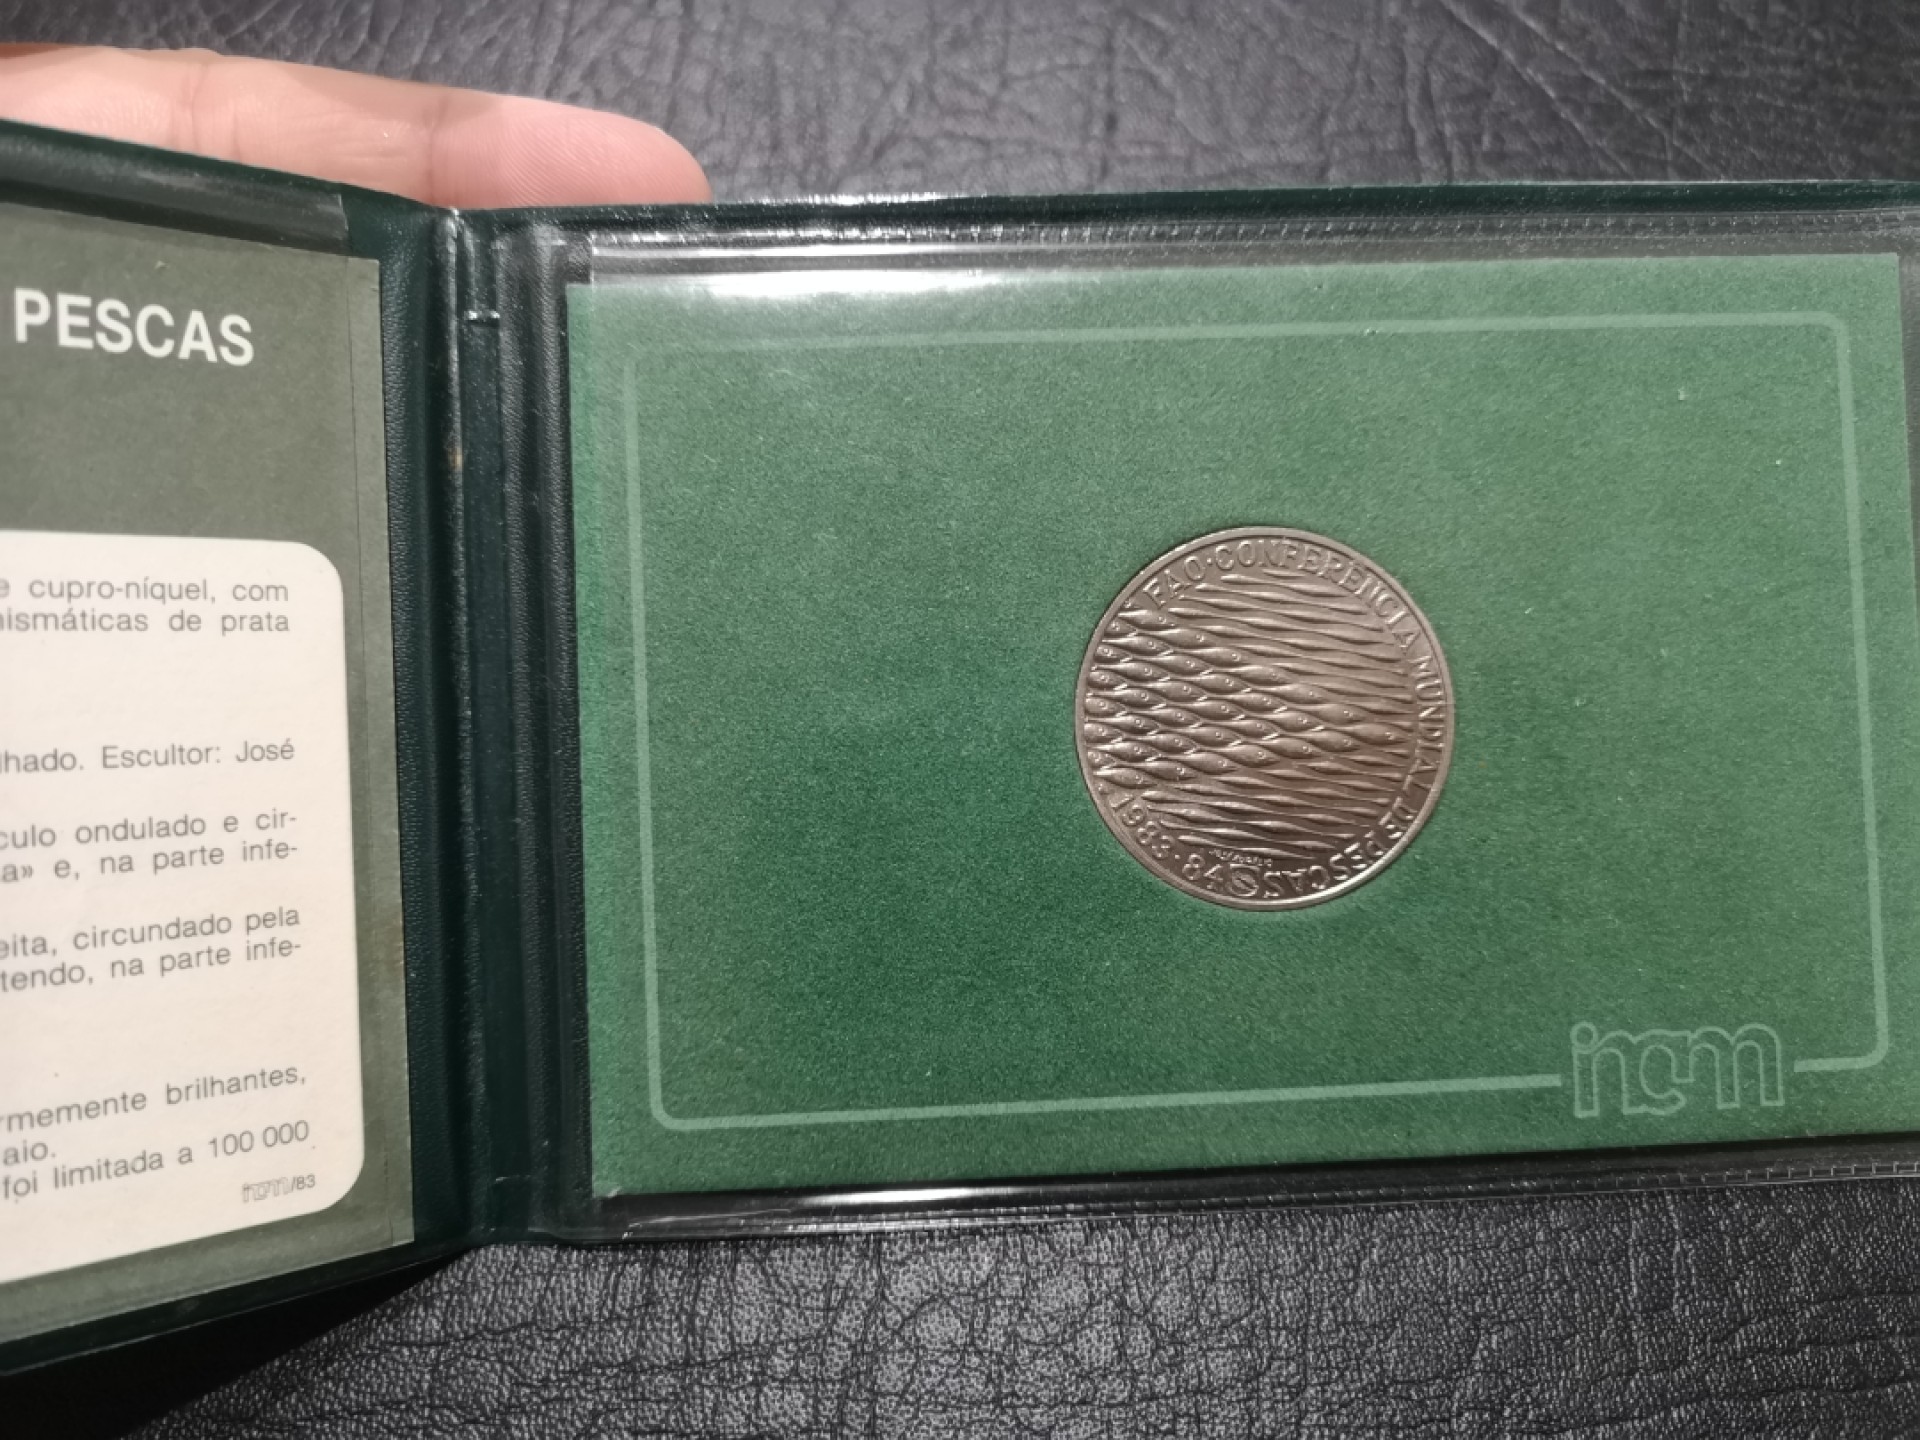 PESCAS
e cupro-níquel, com
ismáticas de prata
lhado. Escultor: José
culo ondulado e cir-
a» e, na parte infe-
eita, circundado pela
tendo, na parte infe-
rmemente brilhantes,
aio.
foi limitada a 100 000
incm/83
FAO·CONFERÊNCIA MUNDIAL DE PESCAS
1983·84
incm